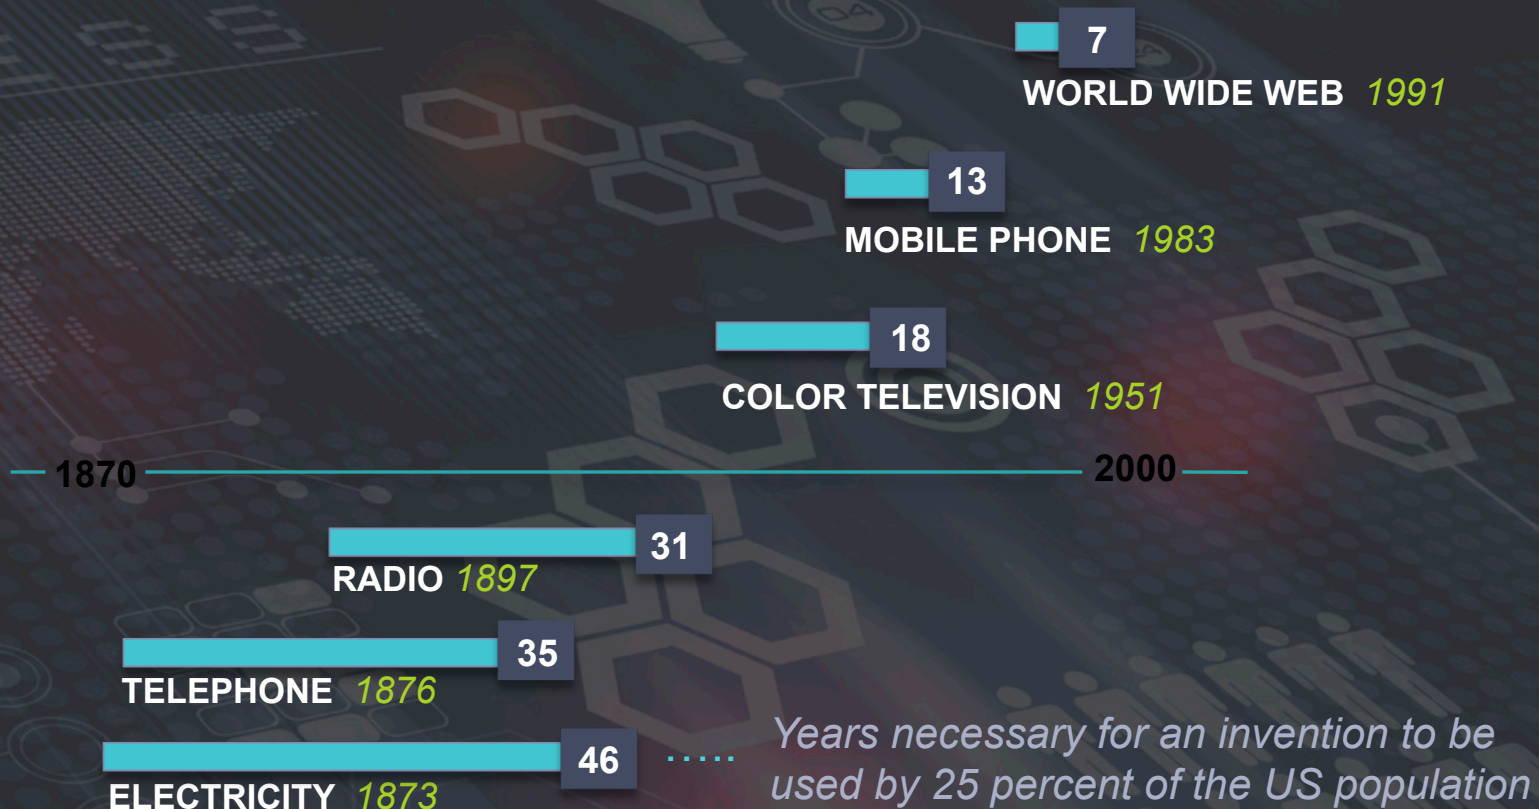 7
WORLD WIDE WEB 1991
13
MOBILE PHONE 1983
18
COLOR TELEVISION 1951
1870
2000
31
RADIO 1897
35
TELEPHONE 1876
46
ELECTRICITY 1873
..... Years necessary for an invention to be
used by 25 percent of the US population